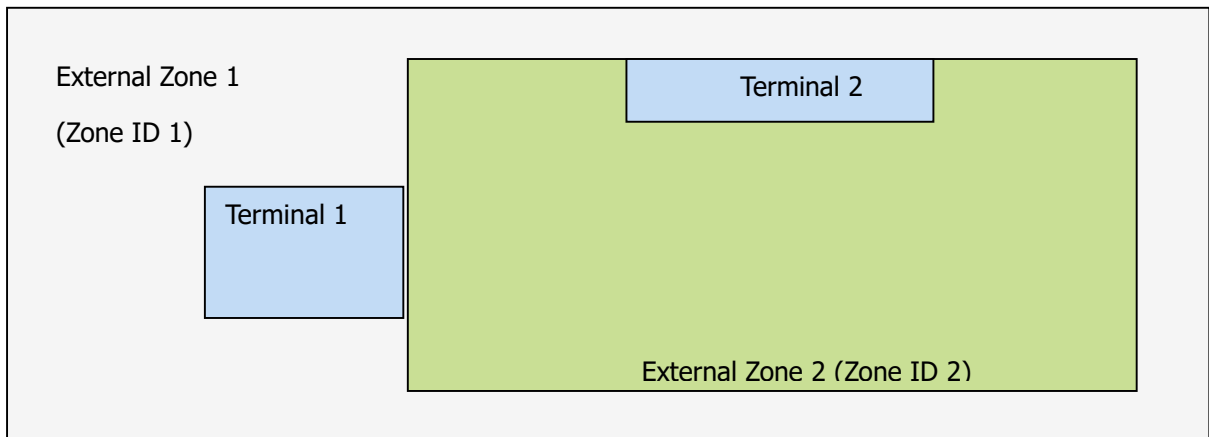 External Zone 1
(Zone ID 1)
Terminal 2
Terminal 1
External Zone 2 (Zone ID 2)